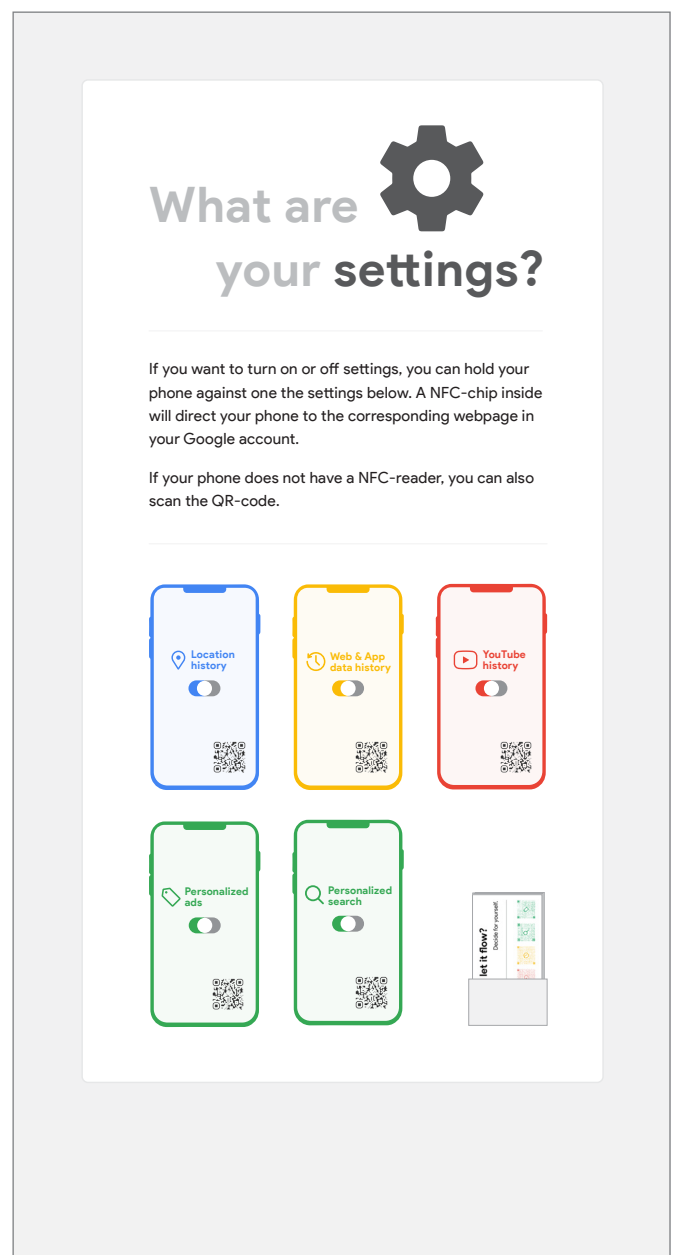 What are
your settings?
If you want to turn on or off settings, you can hold your
phone against one the settings below. A NFC-chip inside
will direct your phone to the corresponding webpage in
your Google account.
If your phone does not have a NFC-reader, you can also
scan the QR-code.
Location
history
Web & App
data history
YouTube
history
Personalized
ads
Personalized
search
let it flow?
Decide for yourself.